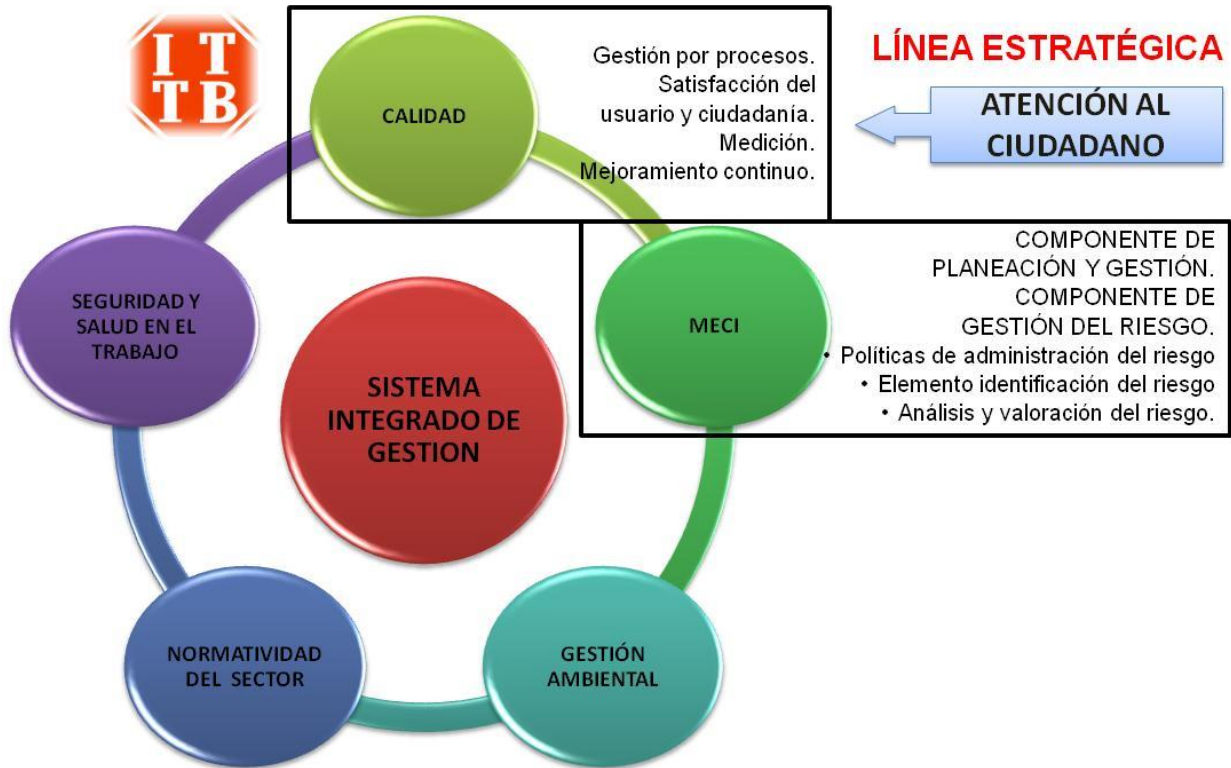 I T
T B
CALIDAD
Gestión por procesos.
Satisfacción del
usuario y ciudadanía.
Medición.
Mejoramiento continuo.
LÍNEA ESTRATÉGICA
ATENCIÓN AL
CIUDADANO
MECI
COMPONENTE DE
PLANEACIÓN Y GESTIÓN.
COMPONENTE DE
GESTIÓN DEL RIESGO.
• Políticas de administración del riesgo
• Elemento identificación del riesgo
• Análisis y valoración del riesgo.
SEGURIDAD Y
SALUD EN EL
TRABAJO
SISTEMA
INTEGRADO DE
GESTION
NORMATIVIDAD
DEL SECTOR
GESTIÓN
AMBIENTAL